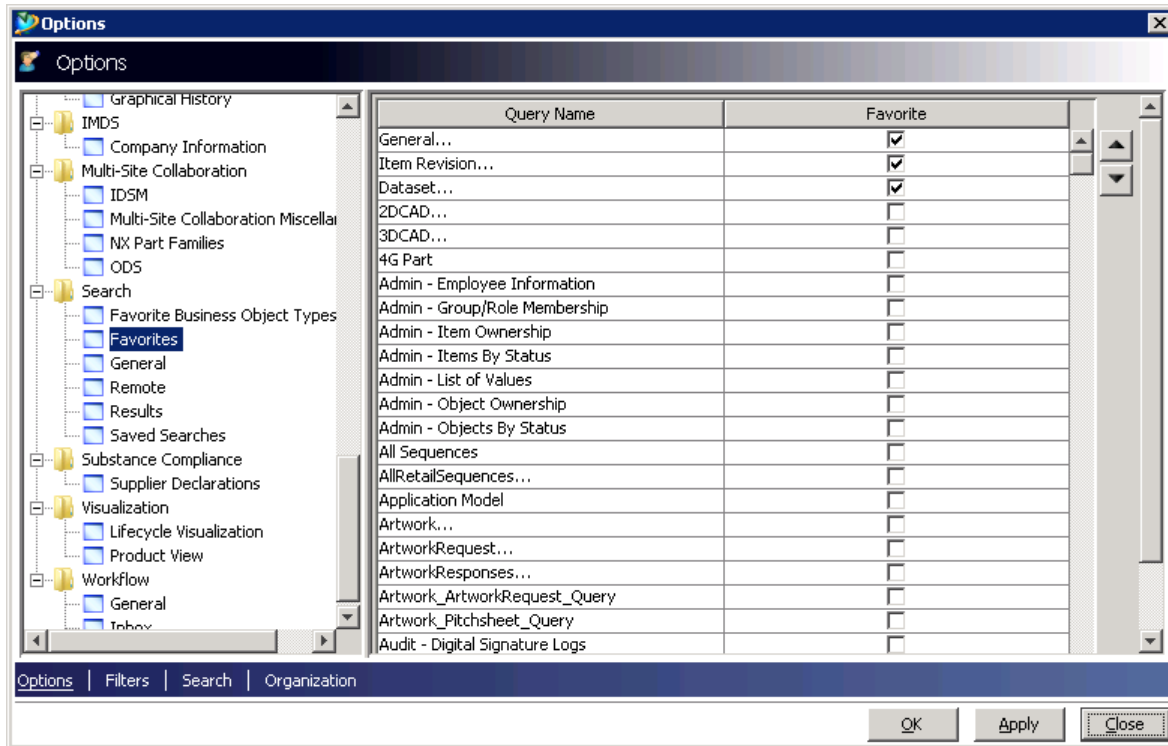 Options
Options
Graphical History
IMDS
Company Information
Multi-Site Collaboration
IDSM
Multi-Site Collaboration Miscella
NX Part Families
ODS
Search
Favorite Business Object Types
Favorites
General
Remote
Results
Saved Searches
Substance Compliance
Supplier Declarations
Visualization
Lifecycle Visualization
Product View
Workflow
General
Inbox
Query Name Favorite
General...
Item Revision...
Dataset...
2DCAD...
3DCAD...
4G Part
Admin - Employee Information
Admin - Group/Role Membership
Admin - Item Ownership
Admin - Items By Status
Admin - List of Values
Admin - Object Ownership
Admin - Objects By Status
All Sequences
AllRetailSequences...
Application Model
Artwork...
ArtworkRequest...
ArtworkResponses...
Artwork_ArtworkRequest_Query
Artwork_Pitchsheet_Query
Audit - Digital Signature Logs
Options | Filters | Search | Organization
OK Apply Close